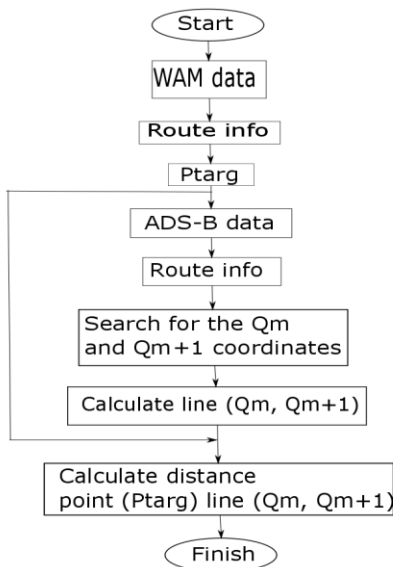 Start
WAM data
Route info
Ptarg
ADS-B data
Route info
Search for the Qm
and Qm+1 coordinates
Calculate line (Qm, Qm+1)
Calculate distance
point (Ptarg) line (Qm, Qm+1)
Finish